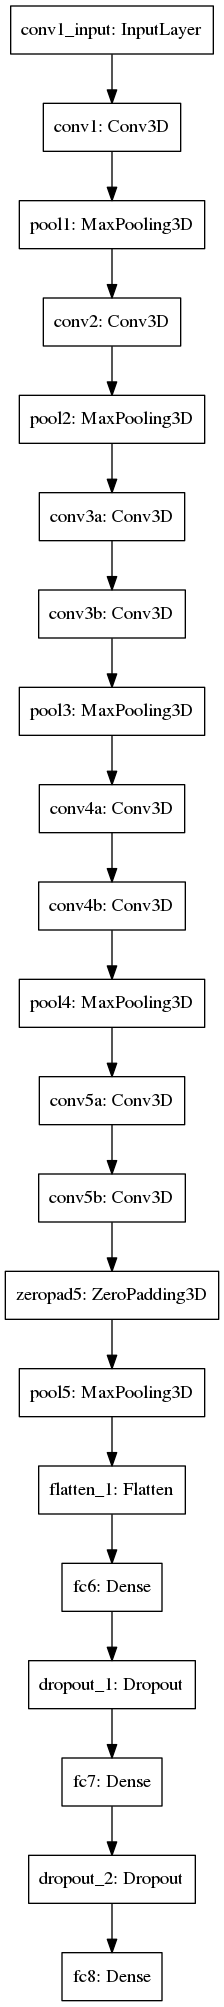 conv1_input: InputLayer
conv1: Conv3D
pool1: MaxPooling3D
conv2: Conv3D
pool2: MaxPooling3D
conv3a: Conv3D
conv3b: Conv3D
pool3: MaxPooling3D
conv4a: Conv3D
conv4b: Conv3D
pool4: MaxPooling3D
conv5a: Conv3D
conv5b: Conv3D
zeropad5: ZeroPadding3D
pool5: MaxPooling3D
flatten_1: Flatten
fc6: Dense
dropout_1: Dropout
fc7: Dense
dropout_2: Dropout
fc8: Dense